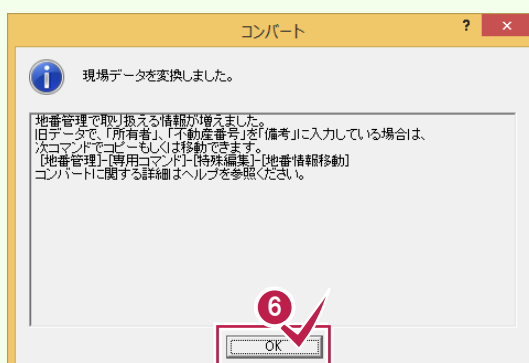 コンバート
? ×
現場データを変換しました。
地番管理で取り扱える情報が増えました。
旧データで、「所有者」、「不動産番号」を「備考」に入力している場合は、
次コマンドでコピーもしくは移動できます。
[地番管理]-[専用コマンド]-[特殊編集]-[地番情報移動]
コンバートに関する詳細はヘルプを参照ください。
6
OK